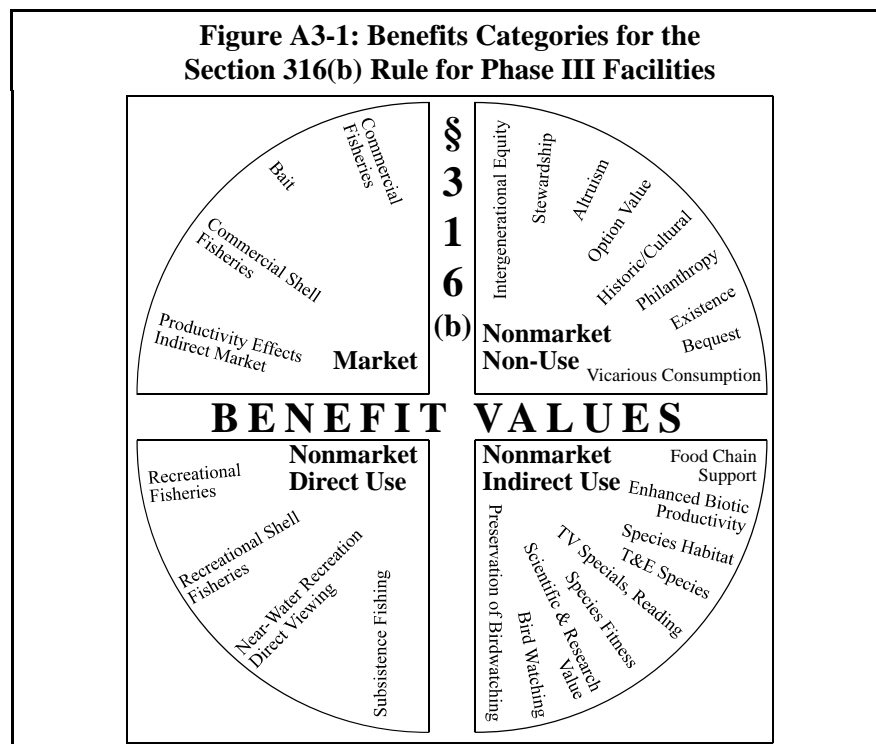 Figure A3-1: Benefits Categories for the
Section 316(b) Rule for Phase III Facilities
Commercial
Fisheries
Bait
Commercial Shell
Fisheries
Productivity Effects
Indirect Market
Market
§
3
1
6
(b)
Intergenerational Equity
Stewardship
Altruism
Option Value
Historic/Cultural
Philanthropy
Existence
Bequest
Vicarious Consumption
Nonmarket
Non-Use
BENEFIT VALUES
Nonmarket
Direct Use
Recreational
Fisheries
Recreational Shell
Fisheries
Near-Water Recreation
Direct Viewing
Subsistence Fishing
Nonmarket
Indirect Use
Food Chain
Support
Enhanced Biotic
Productivity
Species Habitat
T&E Species
TV Specials, Reading
Species Fitness
Scientific & Research
Value
Bird Watching
Preservation of Birdwatching